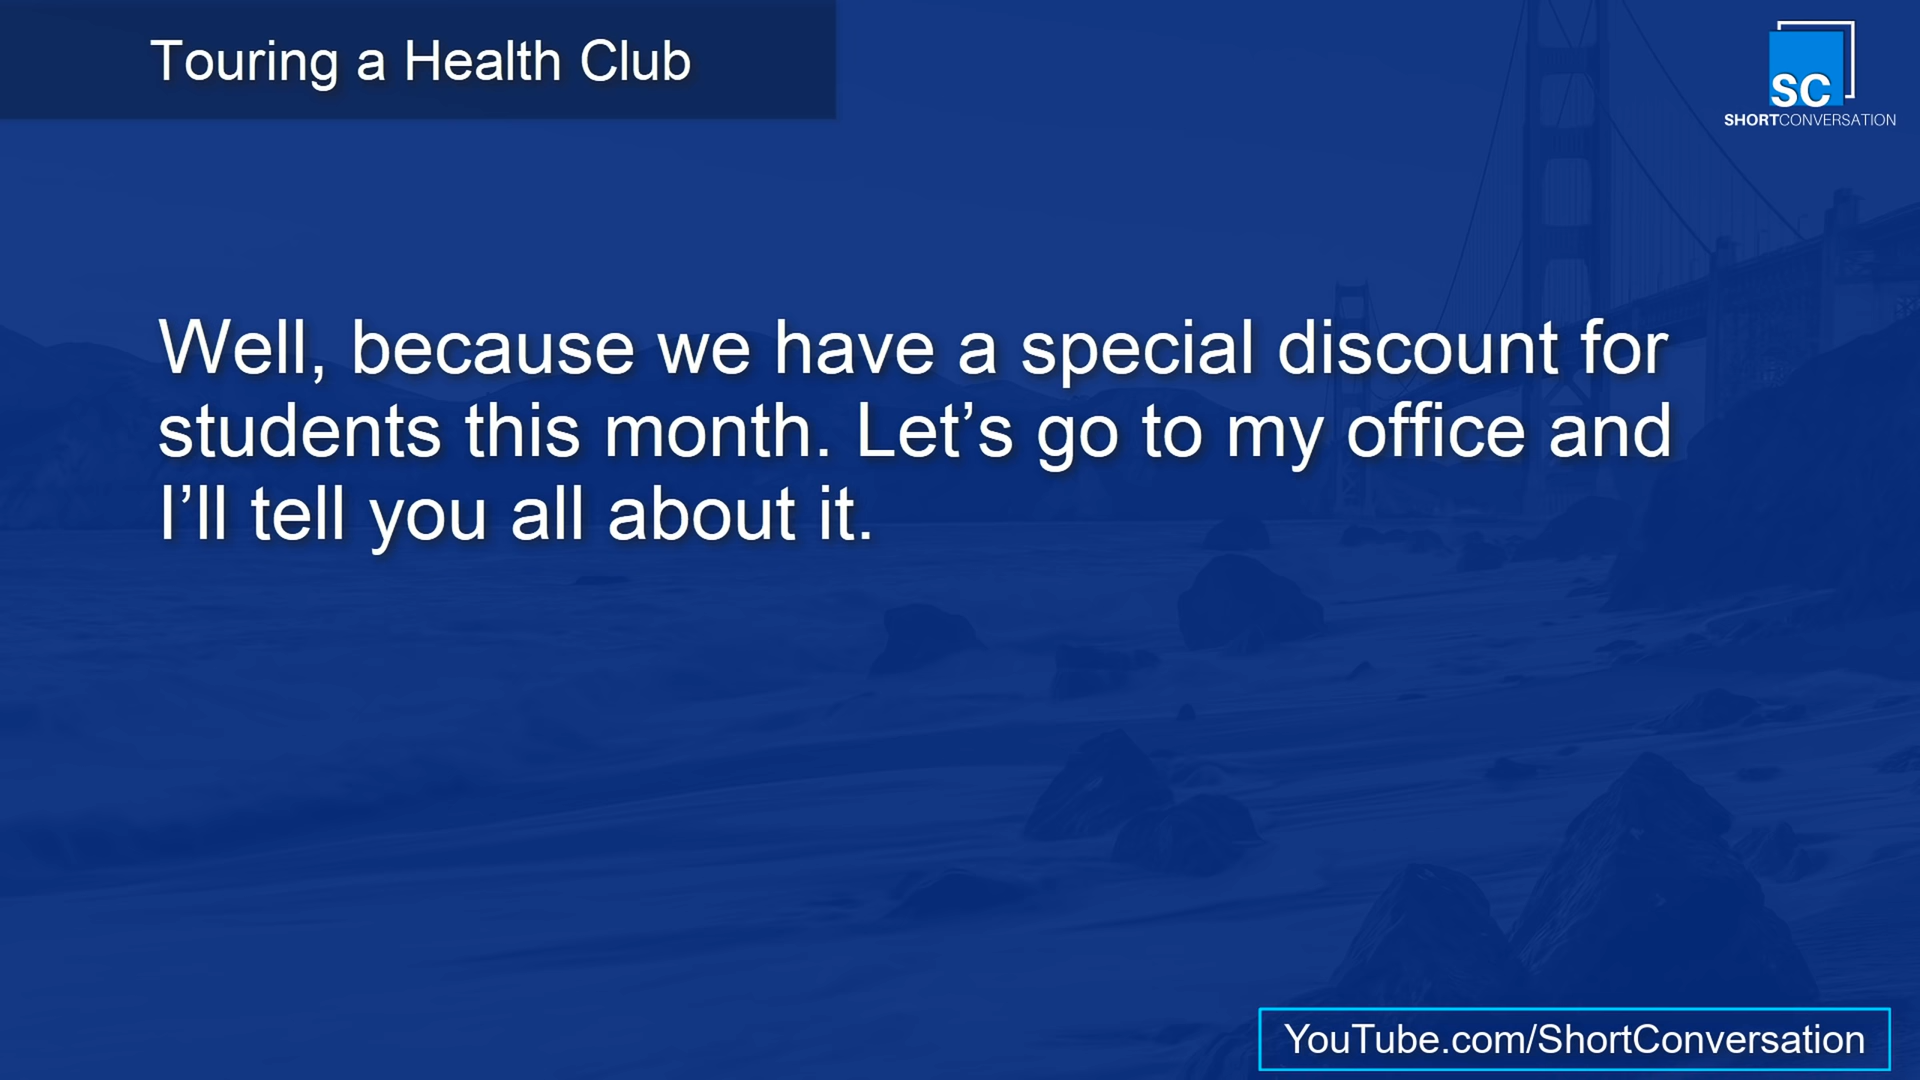 Touring a Health Club
SC
SHORTCONVERSATION
Well, because we have a special discount for
students this month. Let’s go to my office and
I’ll tell you all about it.
YouTube.com/ShortConversation